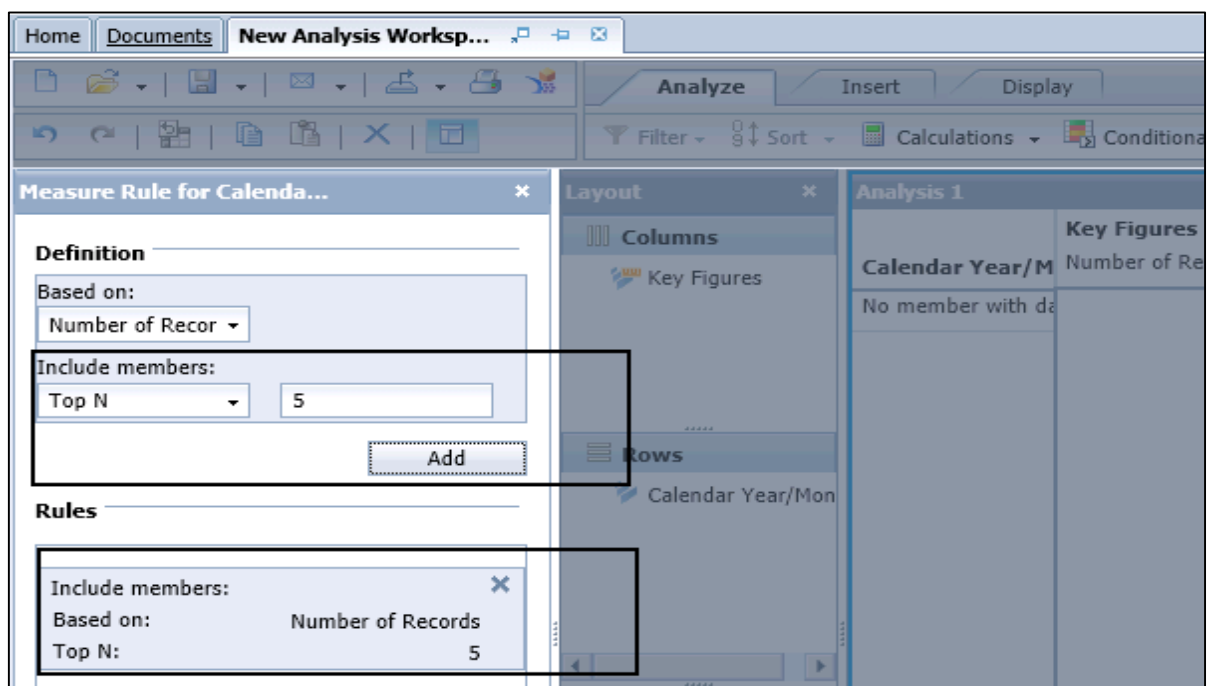 Home Documents New Analysis Worksp...
Analyze Insert Display
Filter Sort Calculations Conditiona
Measure Rule for Calenda...
Definition
Based on:
Number of Recor
Include members:
Top N 5
Add
Rules
Include members:
Based on: Number of Records
Top N: 5
Layout
Columns
Key Figures
Rows
Calendar Year/Mon
Analysis 1
Key Figures
Calendar Year/M Number of Re
No member with da